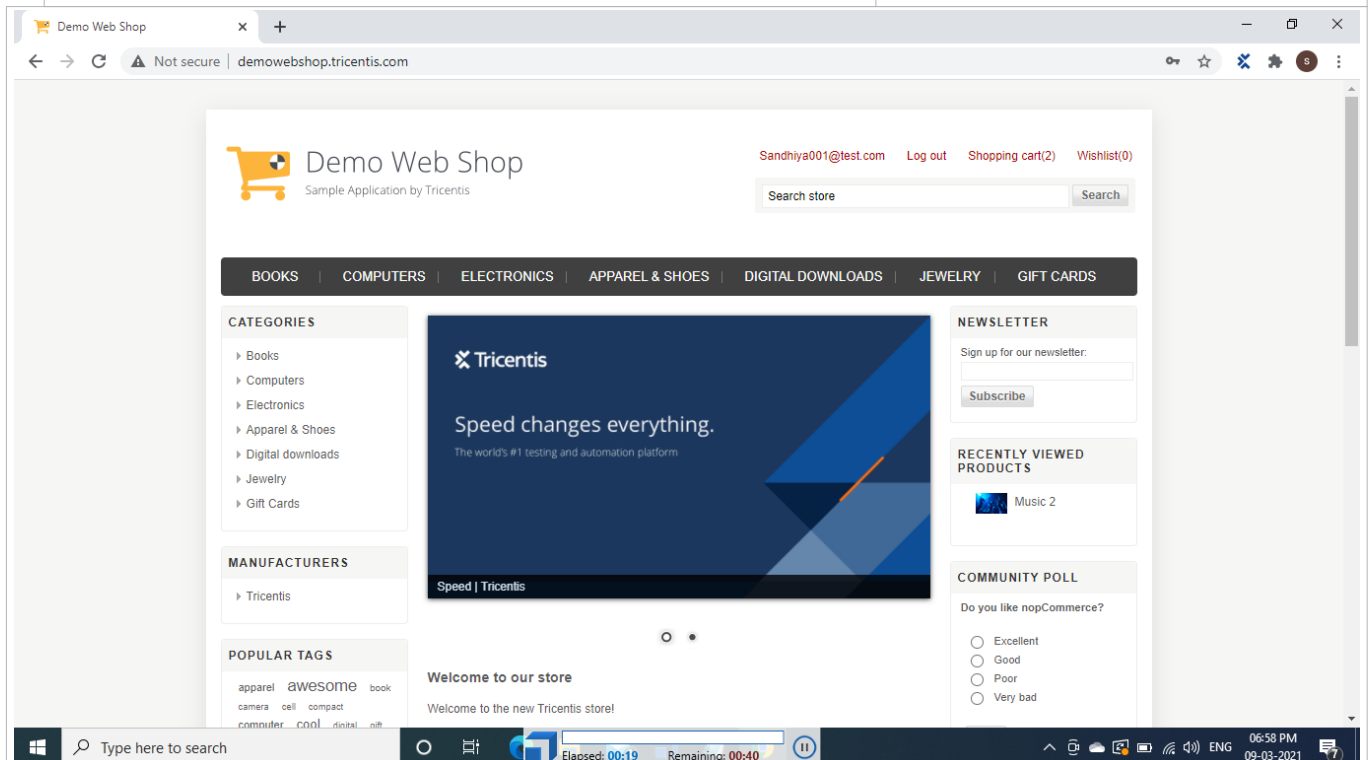 Demo Web Shop
Not secure | demowebshop.tricentis.com
S
Demo Web Shop
Sample Application by Tricentis
Sandhiya001@test.com Log out Shopping cart(2) Wishlist(0)
Search store Search
BOOKS | COMPUTERS | ELECTRONICS | APPAREL & SHOES | DIGITAL DOWNLOADS | JEWELRY | GIFT CARDS
CATEGORIES
Books
Computers
Electronics
Apparel & Shoes
Digital downloads
Jewelry
Gift Cards
MANUFACTURERS
Tricentis
POPULAR TAGS
apparel awesome book
camera cell compact
computer cool digital gift
Tricentis
Speed changes everything.
The world's #1 testing and automation platform
Speed | Tricentis
Welcome to our store
Welcome to the new Tricentis store!
NEWSLETTER
Sign up for our newsletter:
Subscribe
RECENTLY VIEWED
PRODUCTS
Music 2
COMMUNITY POLL
Do you like nopCommerce?
Excellent
Good
Poor
Very bad
Type here to search
Elapsed: 00:19 Remaining: 00:40
ENG
06:58 PM
09-03-2021
7